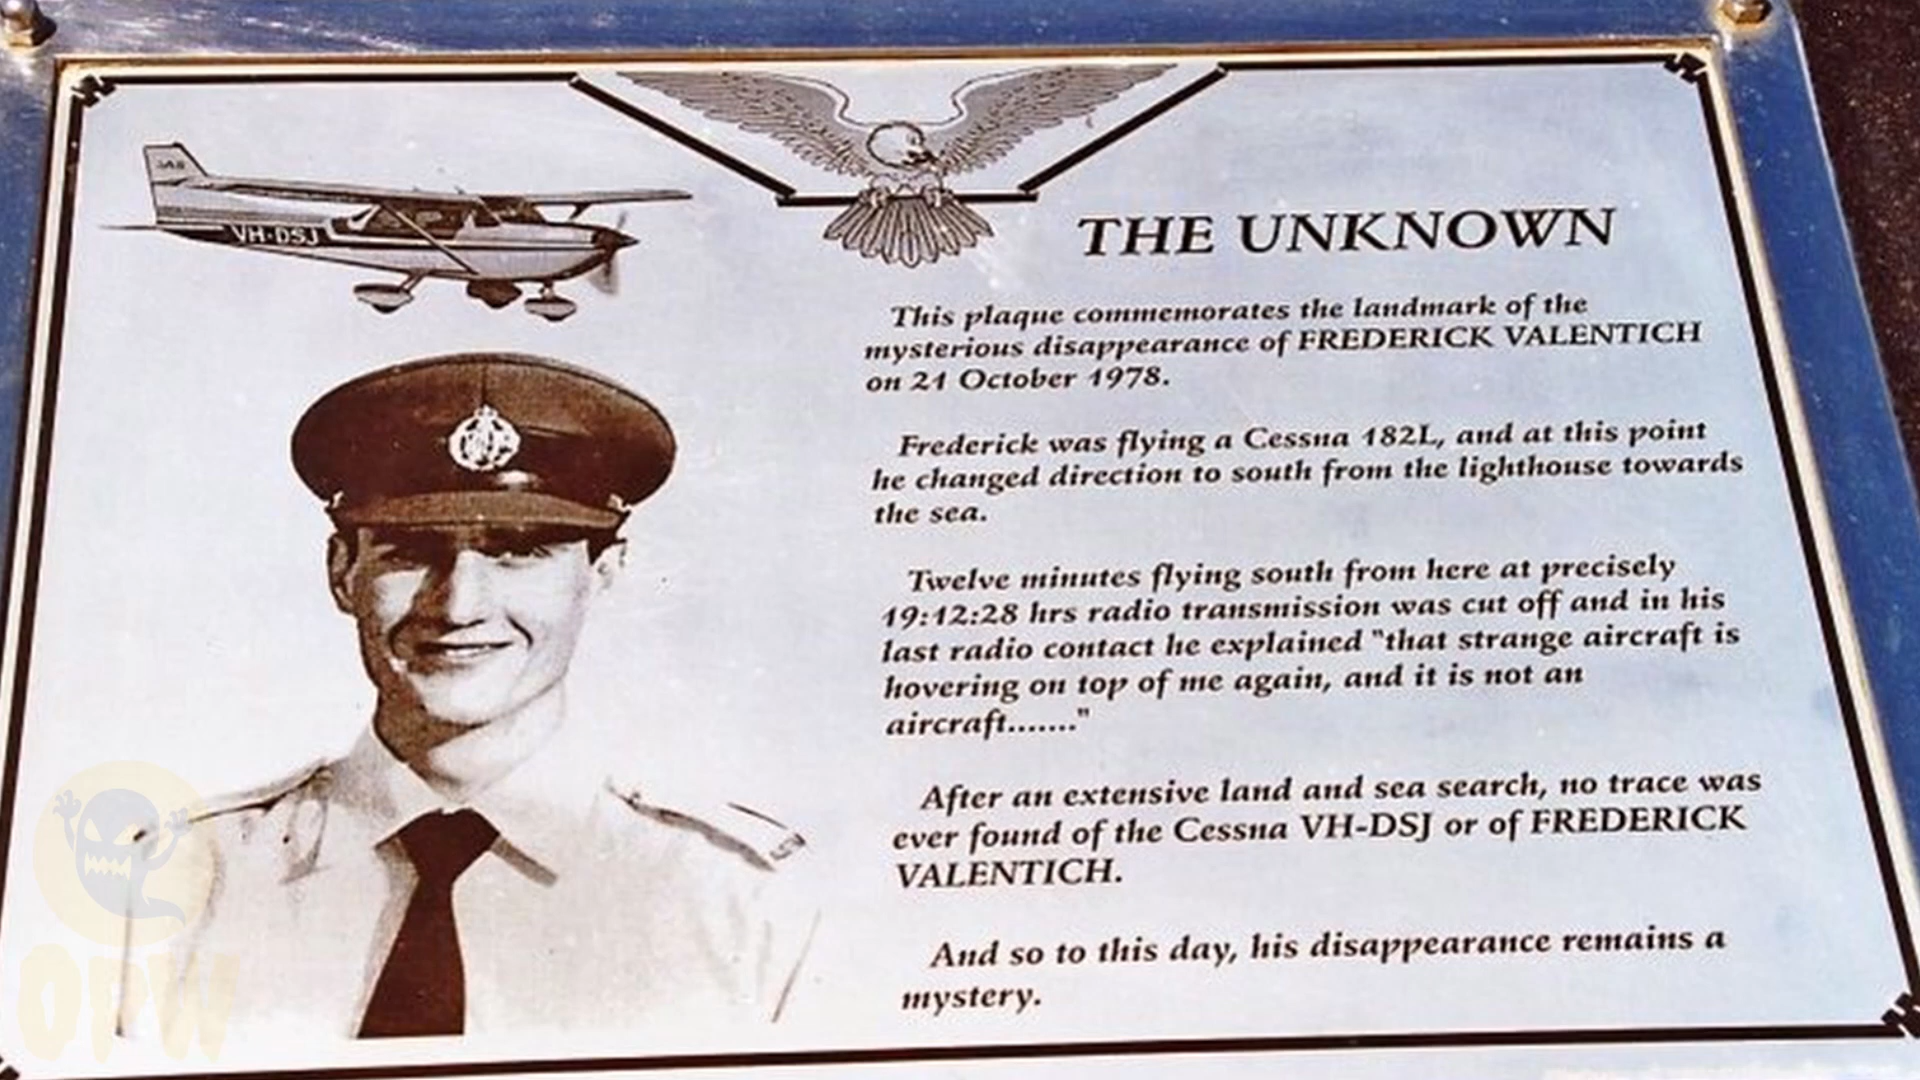 THE UNKNOWN
This plaque commemorates the landmark of the
mysterious disappearance of FREDERICK VALENTICH
on 21 October 1978.
Frederick was flying a Cessna 182L, and at this point
he changed direction to south from the lighthouse towards
the sea.
Twelve minutes flying south from here at precisely
19:12:28 hrs radio transmission was cut off and in his
last radio contact he explained "that strange aircraft is
hovering on top of me again, and it is not an
aircraft......."
After an extensive land and sea search, no trace was
ever found of the Cessna VH-DSJ or of FREDERICK
VALENTICH.
And so to this day, his disappearance remains a
mystery.
VH-DSJ
OPW